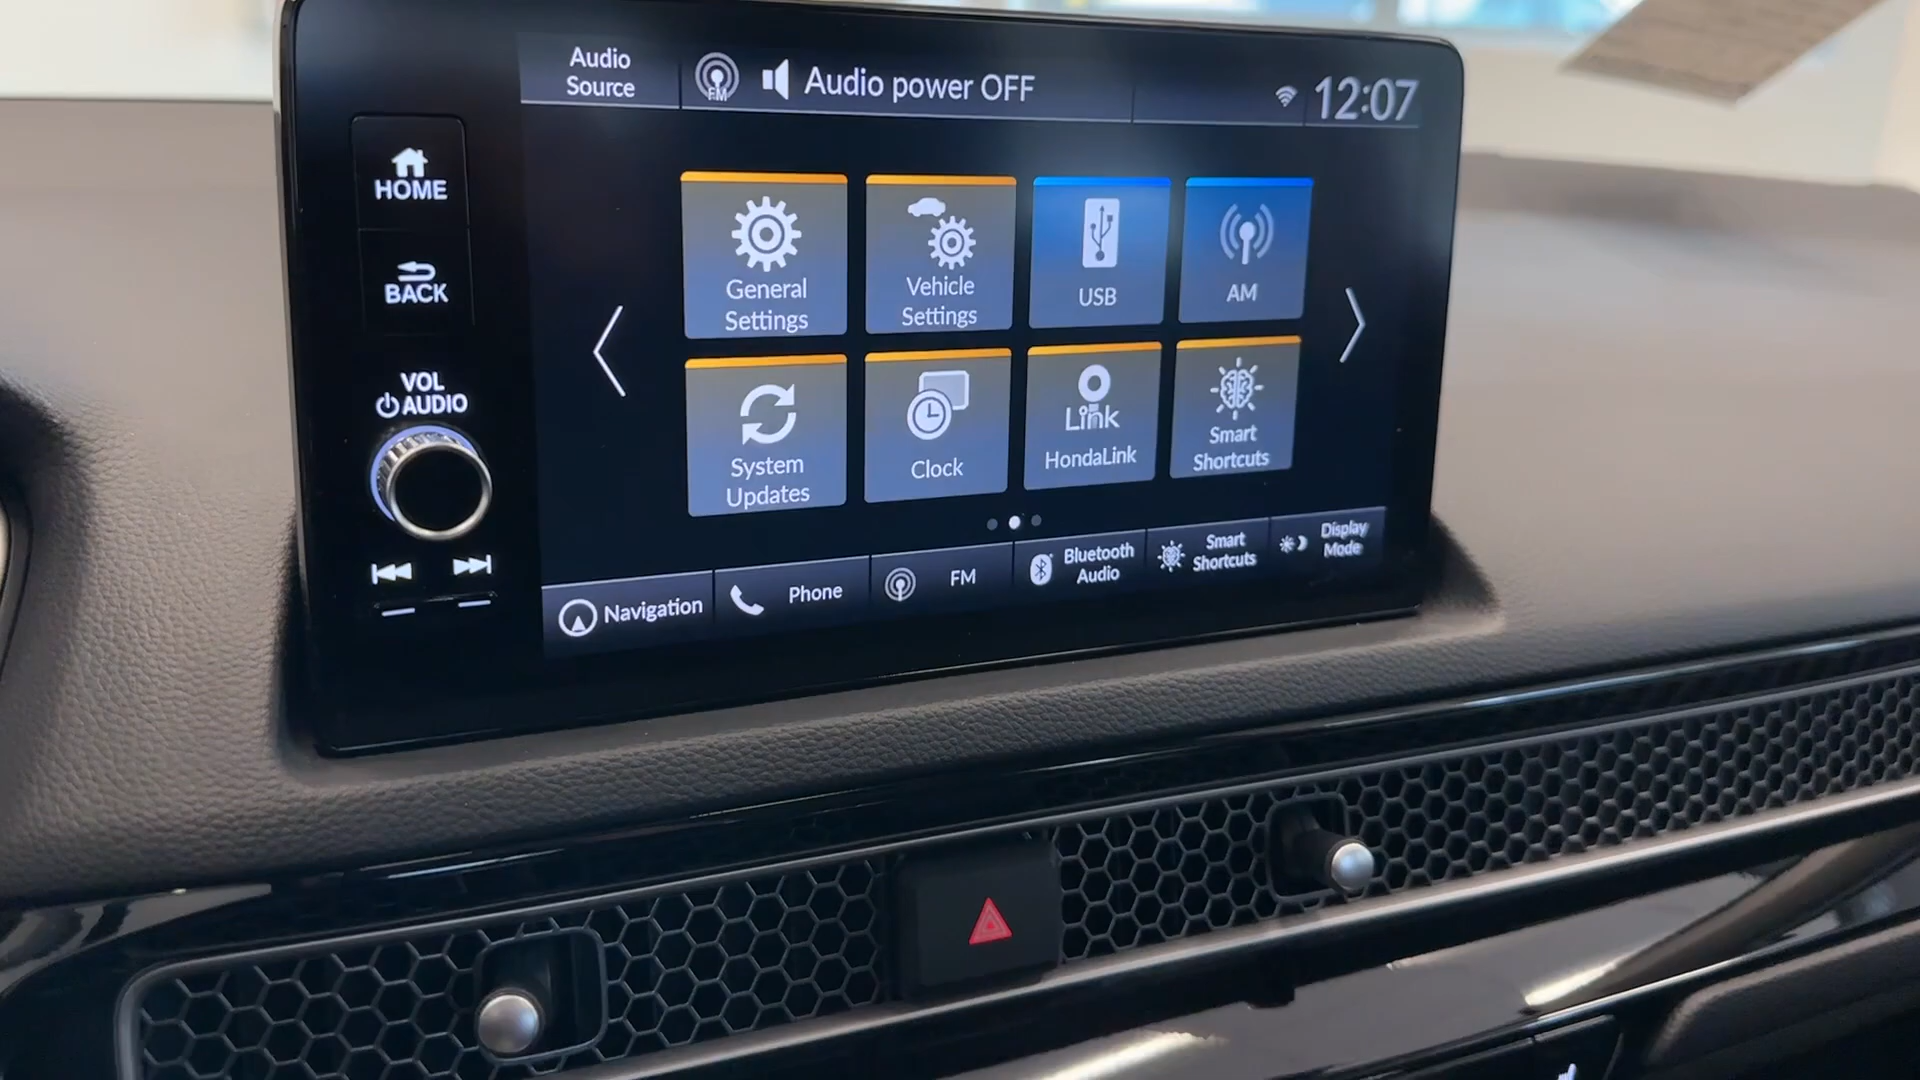 Audio
Source
FM
Audio power OFF
12:07
HOME
BACK
VOL
AUDIO
General
Settings
Vehicle
Settings
USB
AM
System
Updates
Clock
Link
HondaLink
Smart
Shortcuts
Navigation
Phone
FM
Bluetooth
Audio
Smart
Shortcuts
Display
Mode